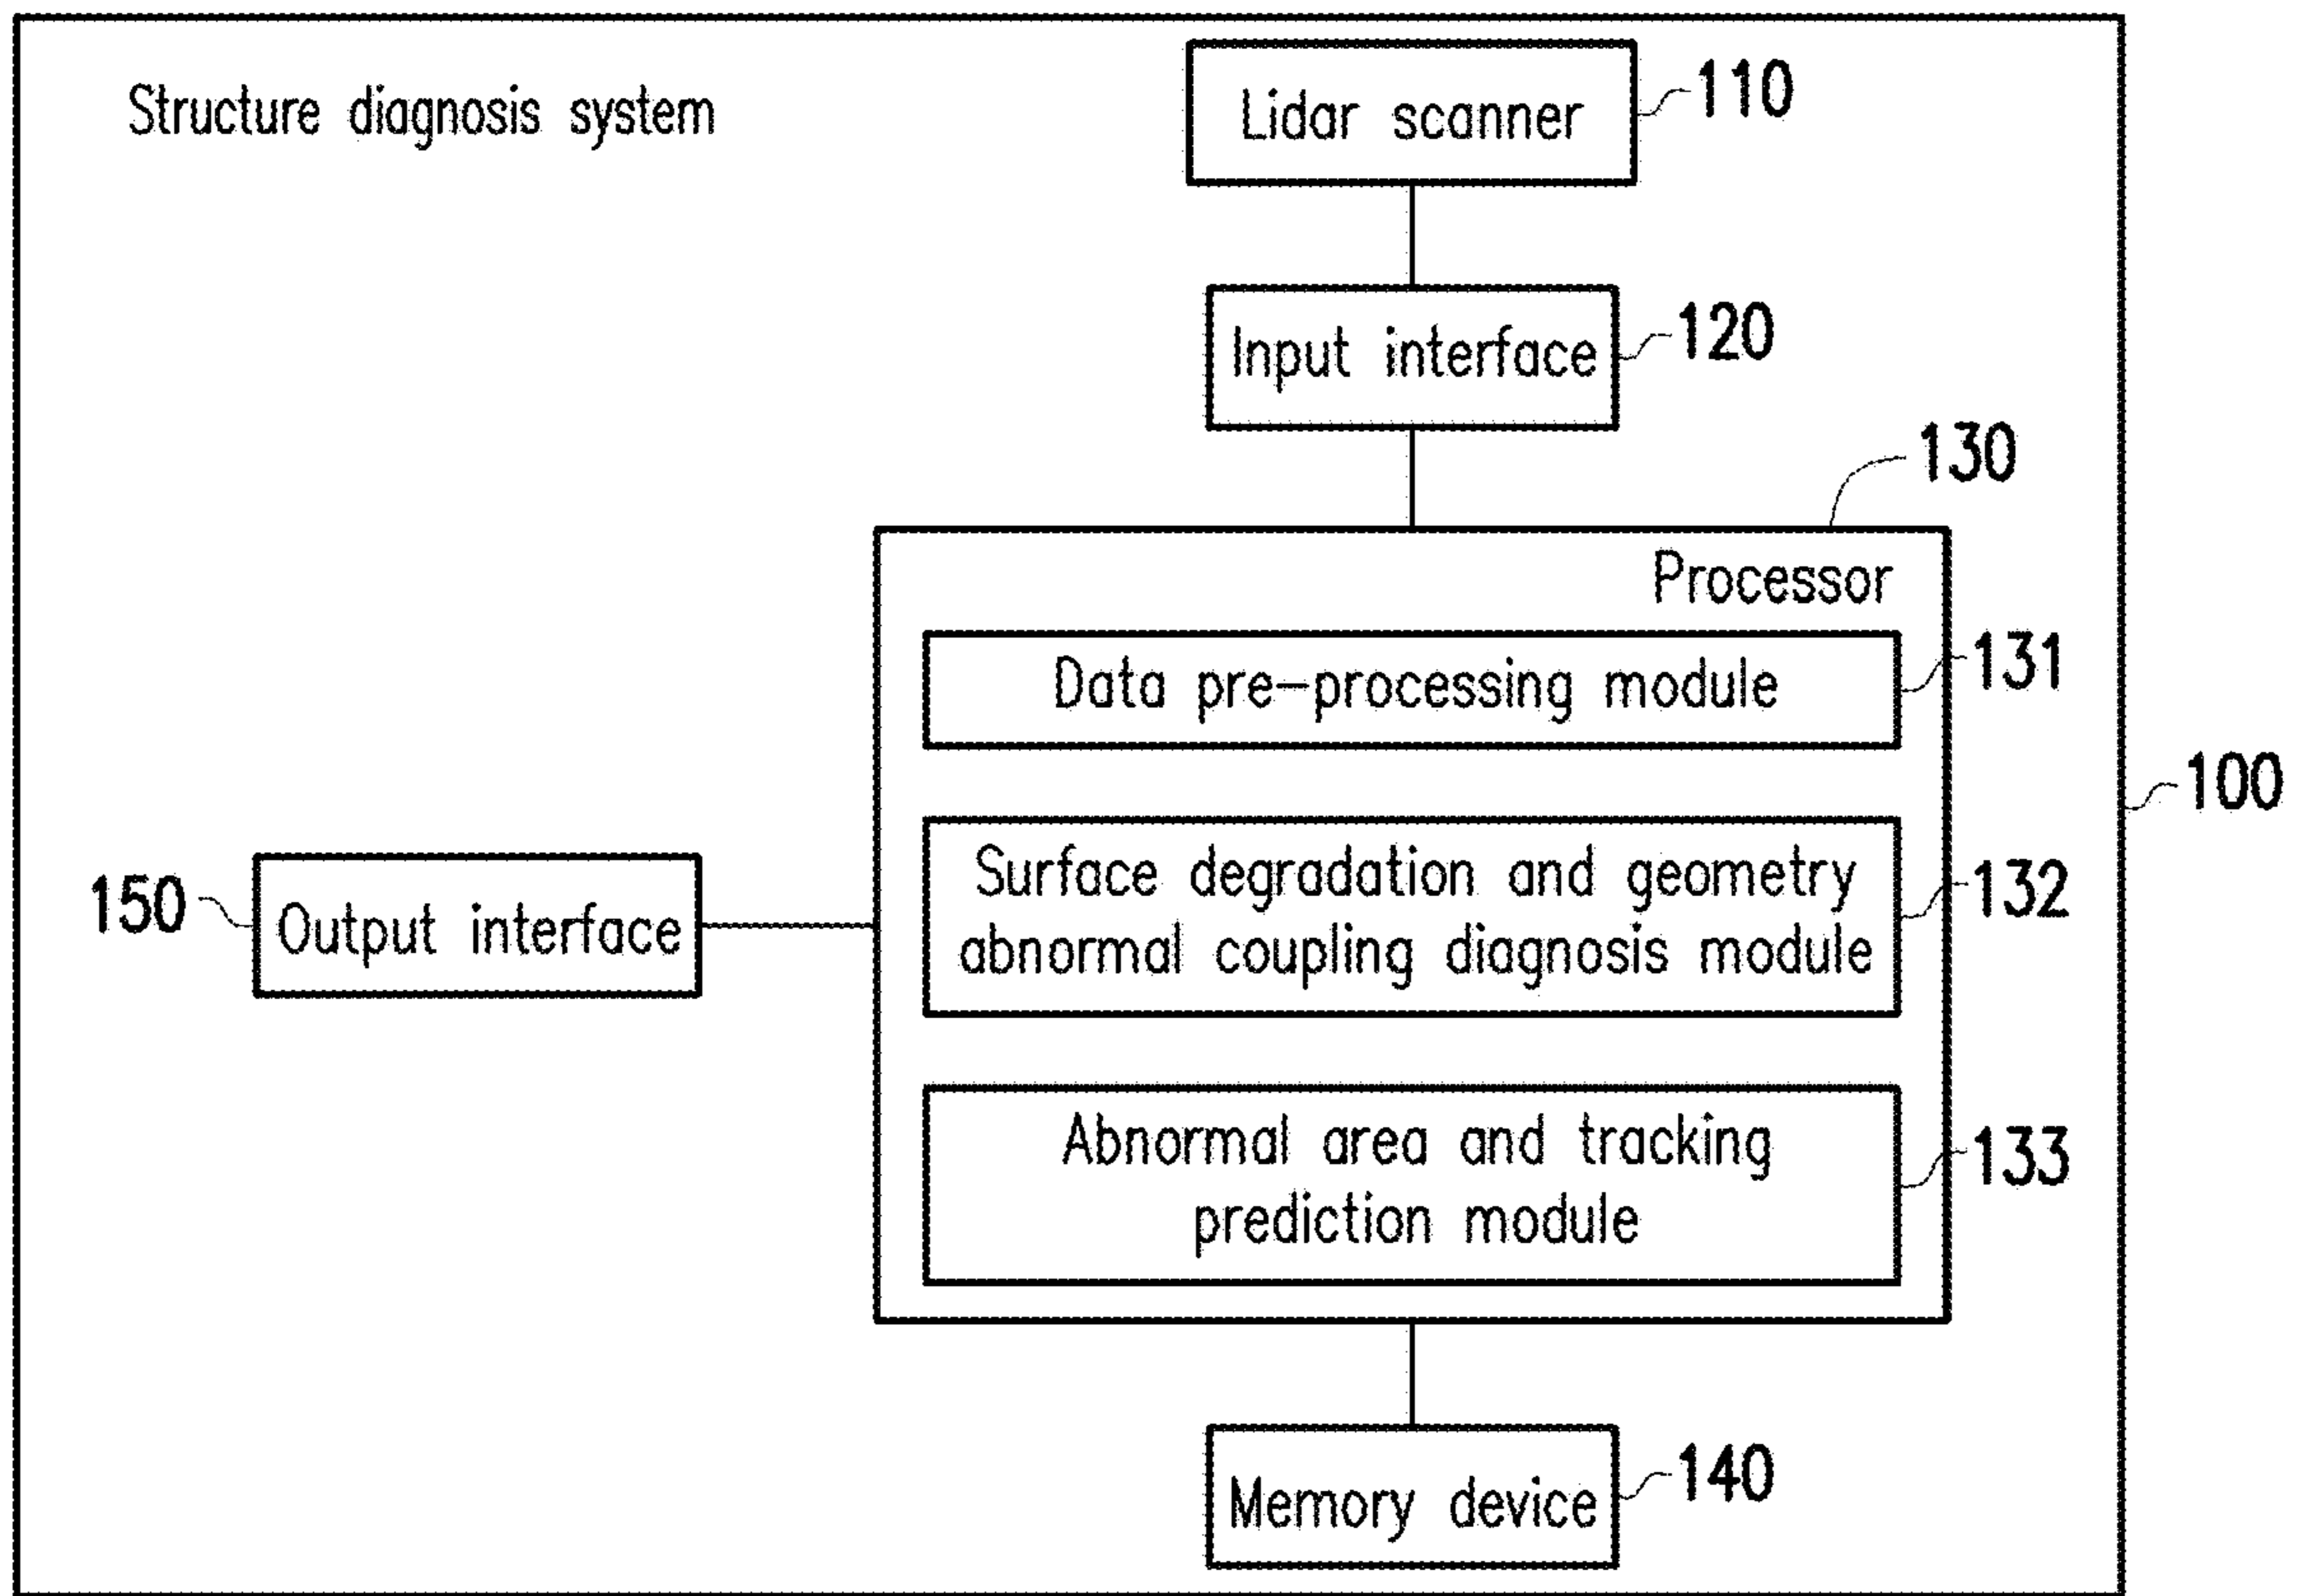 Structure diagnosis system
Lidar scanner
110
Input interface
120
130
Processor
Data pre-processing module
131
100
Surface degradation and geometry
abnormal coupling diagnosis module
132
150
Output interface
Abnormal area and tracking
prediction module
133
Memory device
140